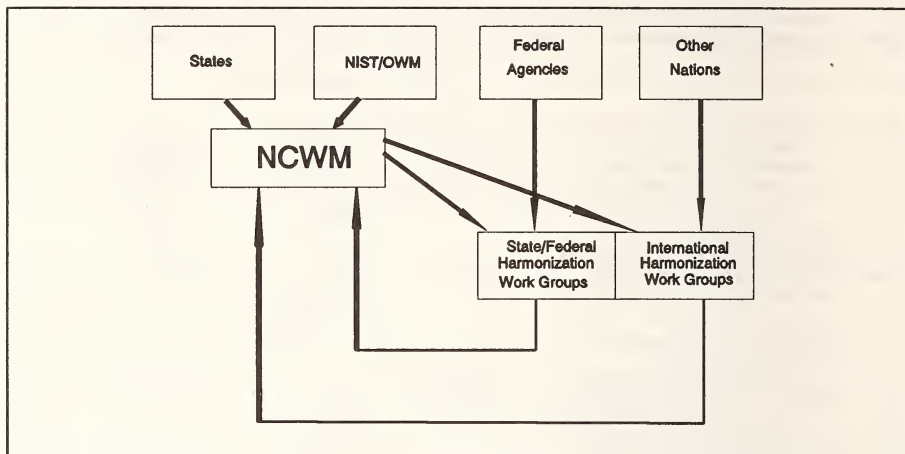 States
NIST/OWM
Federal
Agencies
Other
Nations
NCWM
State/Federal
Harmonization
Work Groups
International
Harmonization
Work Groups